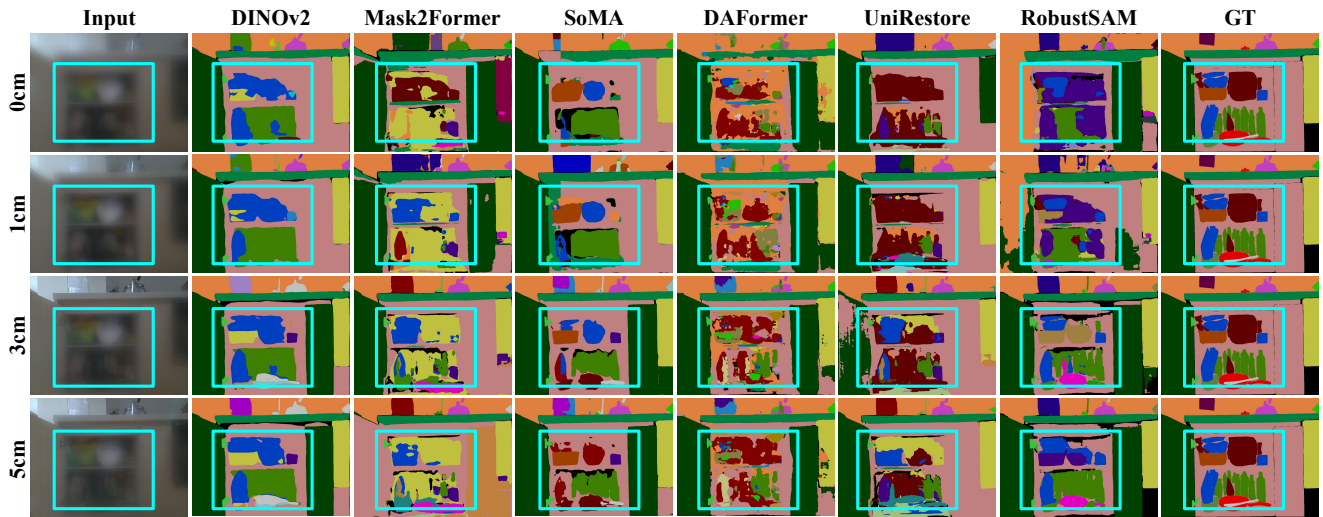 Input DINOv2 Mask2Former SoMA DAFormer UniRestore RobustSAM GT
0cm
1cm
3cm
5cm